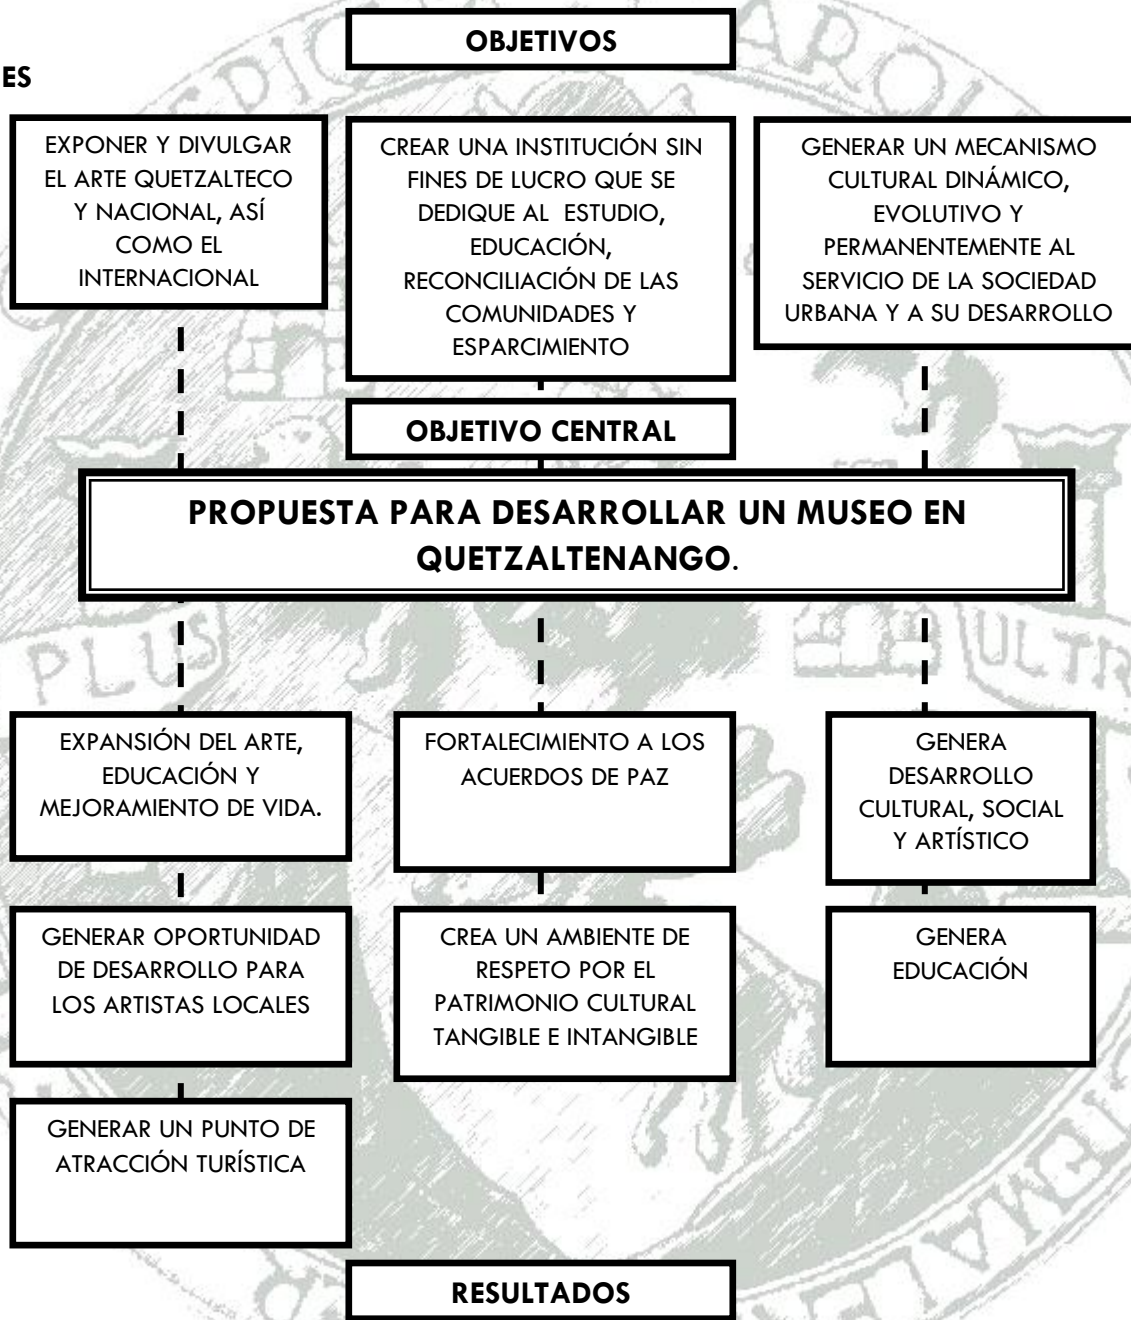 OBJETIVOS
ES
EXPONER Y DIVULGAR
EL ARTE QUETZALTECO
Y NACIONAL, ASÍ
COMO EL
INTERNACIONAL
CREAR UNA INSTITUCIÓN SIN
FINES DE LUCRO QUE SE
DEDIQUE AL ESTUDIO,
EDUCACIÓN,
RECONCILIACIÓN DE LAS
COMUNIDADES Y
ESPARCIMIENTO
GENERAR UN MECANISMO
CULTURAL DINÁMICO,
EVOLUTIVO Y
PERMANENTEMENTE AL
SERVICIO DE LA SOCIEDAD
URBANA Y A SU DESARROLLO
OBJETIVO CENTRAL
PROPUESTA PARA DESARROLLAR UN MUSEO EN
QUETZALTENANGO.
PLUS
EXPANSIÓN DEL ARTE,
EDUCACIÓN Y
MEJORAMIENTO DE VIDA.
FORTALECIMIENTO A LOS
ACUERDOS DE PAZ
GENERA
DESARROLLO
CULTURAL, SOCIAL
Y ARTÍSTICO
GENERAR OPORTUNIDAD
DE DESARROLLO PARA
LOS ARTISTAS LOCALES
CREA UN AMBIENTE DE
RESPETO POR EL
PATRIMONIO CULTURAL
TANGIBLE E INTANGIBLE
GENERA
EDUCACIÓN
GENERAR UN PUNTO DE
ATRACCIÓN TURÍSTICA
RESULTADOS